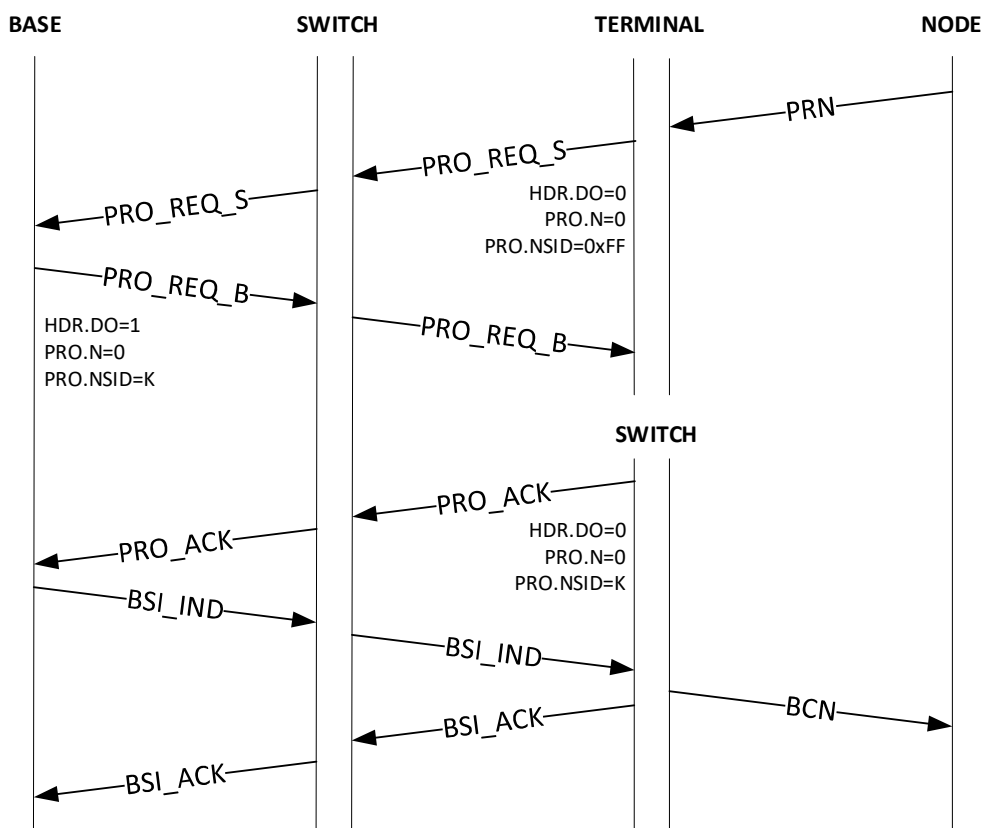 BASE
SWITCH
TERMINAL
NODE
PRN
PRO_REQ_S
PRO_REQ_S
HDR.DO=0
PRO.N=0
PRO.NSID=0xFF
PRO_REQ_B
PRO_REQ_B
HDR.DO=1
PRO.N=0
PRO.NSID=K
SWITCH
PRO_ACK
PRO_ACK
HDR.DO=0
PRO.N=0
PRO.NSID=K
BSI_IND
BSI_IND
BCN
BSI_ACK
BSI_ACK